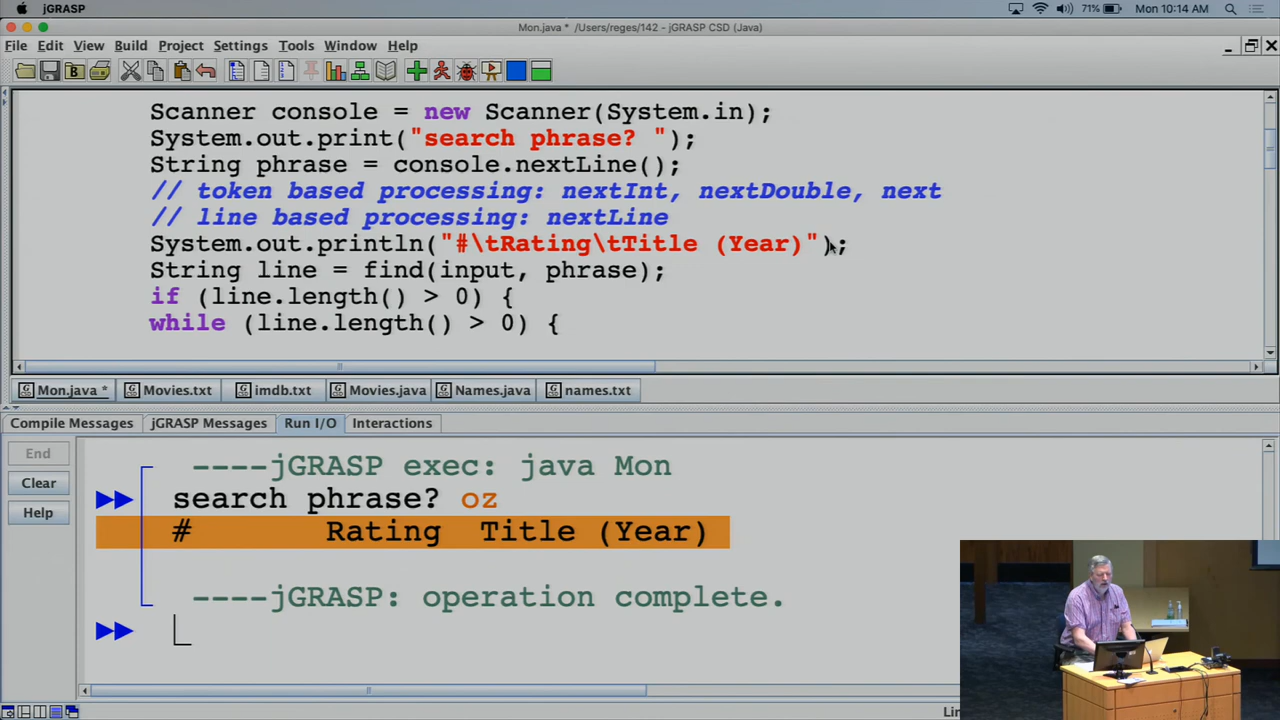 jGRASP
71% Mon 10:14 AM
Mon.java * /Users/reges/142 - jGRASP CSD (Java)
File Edit View Build Project Settings Tools Window Help
Scanner console = new Scanner(System.in);
System.out.print("search phrase? ");
String phrase = console.nextLine();
// token based processing: nextInt, nextDouble, next
// line based processing: nextLine
System.out.println("#\tRating\tTitle (Year)");
String line = find(input, phrase);
if (line.length() > 0) {
while (line.length() > 0) {
Mon.java * Movies.txt imdb.txt Movies.java Names.java names.txt
Compile Messages jGRASP Messages Run I/O Interactions
End
Clear
Help
----jGRASP exec: java Mon
search phrase? oz
# Rating Title (Year)
----jGRASP: operation complete.